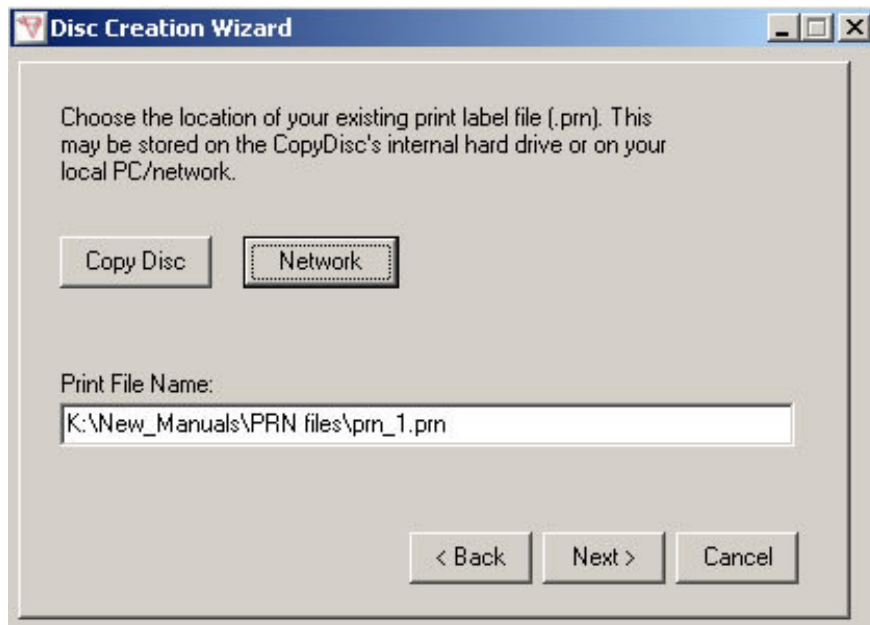 Disc Creation Wizard
Choose the location of your existing print label file (.prn). This
may be stored on the CopyDisc's internal hard drive or on your
local PC/network.
Copy Disc
Network
Print File Name:
K:\New_Manuals\PRN files\prn_1.prn
< Back
Next >
Cancel